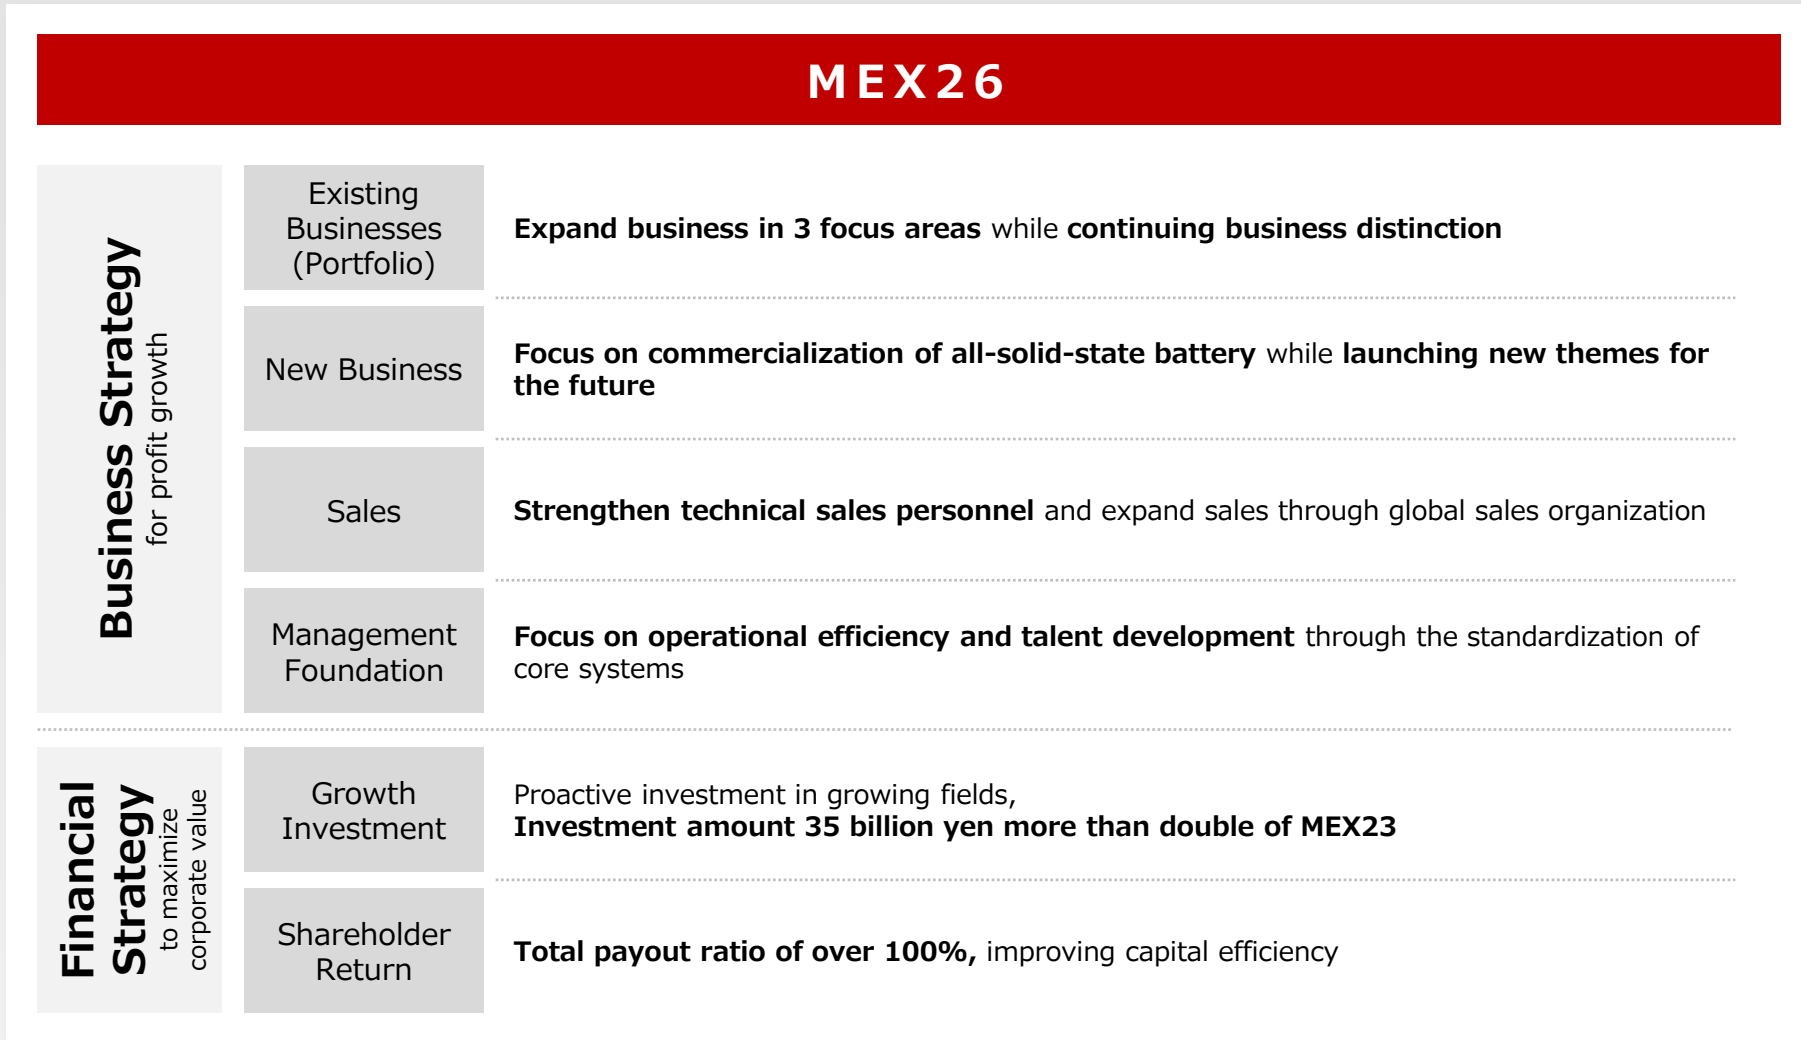 MEX26
Business Strategy
for profit growth
Existing
Businesses
(Portfolio)
Expand business in 3 focus areas while continuing business distinction
New Business
Focus on commercialization of all-solid-state battery while launching new themes for
the future
Sales
Strengthen technical sales personnel and expand sales through global sales organization
Management
Foundation
Focus on operational efficiency and talent development through the standardization of
core systems
Financial
Strategy
to maximize
corporate value
Growth
Investment
Proactive investment in growing fields,
Investment amount 35 billion yen more than double of MEX23
Shareholder
Return
Total payout ratio of over 100%, improving capital efficiency